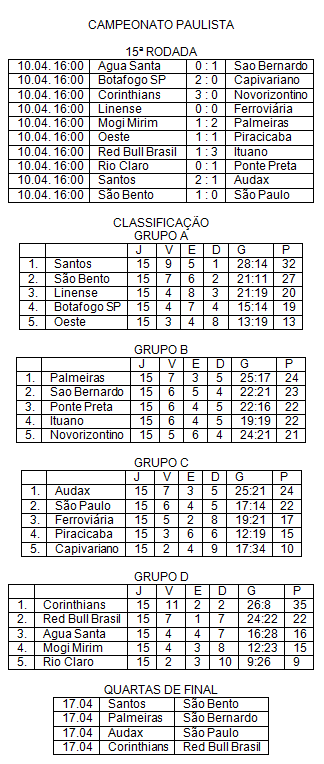 CAMPEONATO PAULISTA
15ª RODADA
10.04. 16:00 Agua Santa 0 : 1 Sao Bernardo
10.04. 16:00 Botafogo SP 2 : 0 Capivariano
10.04. 16:00 Corinthians 3 : 0 Novorizontino
10.04. 16:00 Linense 0 : 0 Ferroviária
10.04. 16:00 Mogi Mirim 1 : 2 Palmeiras
10.04. 16:00 Oeste 1 : 1 Piracicaba
10.04. 16:00 Red Bull Brasil 1 : 3 Ituano
10.04. 16:00 Rio Claro 0 : 1 Ponte Preta
10.04. 16:00 Santos 2 : 1 Audax
10.04. 16:00 São Bento 1 : 0 São Paulo
CLASSIFICAÇÃO
GRUPO A
J V E D G P
1. Santos 15 9 5 1 28:14 32
2. São Bento 15 7 6 2 21:11 27
3. Linense 15 4 8 3 21:19 20
4. Botafogo SP 15 4 7 4 15:14 19
5. Oeste 15 3 4 8 13:19 13
GRUPO B
J V E D G P
1. Palmeiras 15 7 3 5 25:17 24
2. Sao Bernardo 15 6 5 4 22:21 23
3. Ponte Preta 15 6 4 5 22:16 22
4. Ituano 15 6 4 5 19:19 22
5. Novorizontino 15 5 6 4 24:21 21
GRUPO C
J V E D G P
1. Audax 15 7 3 5 25:21 24
2. São Paulo 15 6 4 5 17:14 22
3. Ferroviária 15 5 2 8 19:21 17
4. Piracicaba 15 3 6 6 12:19 15
5. Capivariano 15 2 4 9 17:34 10
GRUPO D
J V E D G P
1. Corinthians 15 11 2 2 26:8 35
2. Red Bull Brasil 15 7 1 7 24:22 22
3. Agua Santa 15 4 4 7 16:28 16
4. Mogi Mirim 15 4 3 8 12:23 15
5. Rio Claro 15 2 3 10 9:26 9
QUARTAS DE FINAL
17.04 Santos São Bento
17.04 Palmeiras São Bernardo
17.04 Audax São Paulo
17.04 Corinthians Red Bull Brasil